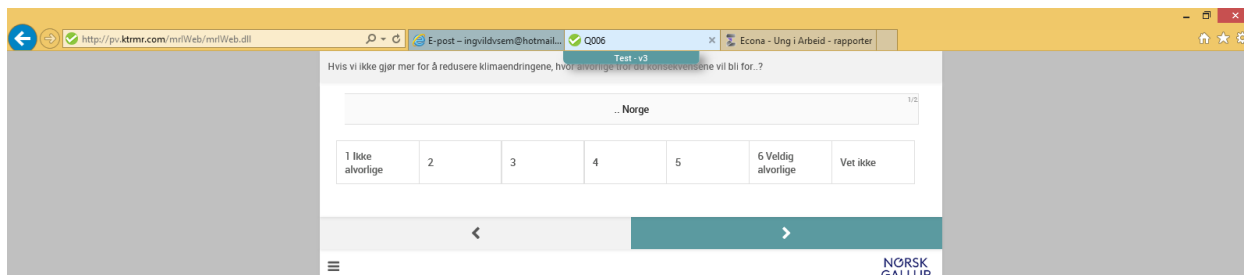 http://pv.ktrmr.com/mrIWeb/mrIWeb.dll
E-post – ingvildvsem@hotmail...
Q006
Econa - Ung i Arbeid - rapporter
Test - v3
Hvis vi ikke gjør mer for å redusere klimaendringene, hvor alvorlige tror du konsekvensene vil bli for..?
.. Norge
1/2
1 Ikke alvorlige
2
3
4
5
6 Veldig alvorlige
Vet ikke
NORSK
GALLUP